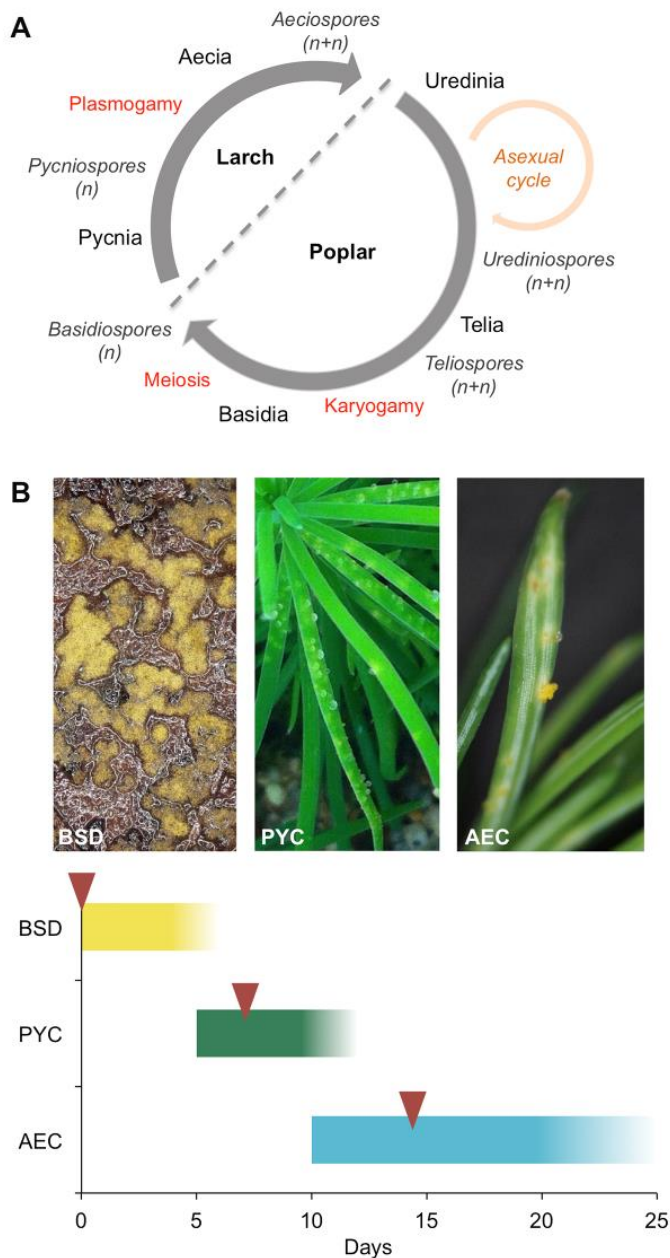 A
Aeciospores
(n+n)
Aecia
Uredinia
Plasmogamy
Larch
Asexual
cycle
Pycniospores
(n)
Pycnia
Poplar
Urediniospores
(n+n)
Basidiospores
(n)
Telia
Teliospores
(n+n)
Meiosis
Karyogamy
Basidia
B
BSD
PYC
AEC
BSD
PYC
AEC
0 5 10 15 20 25
Days